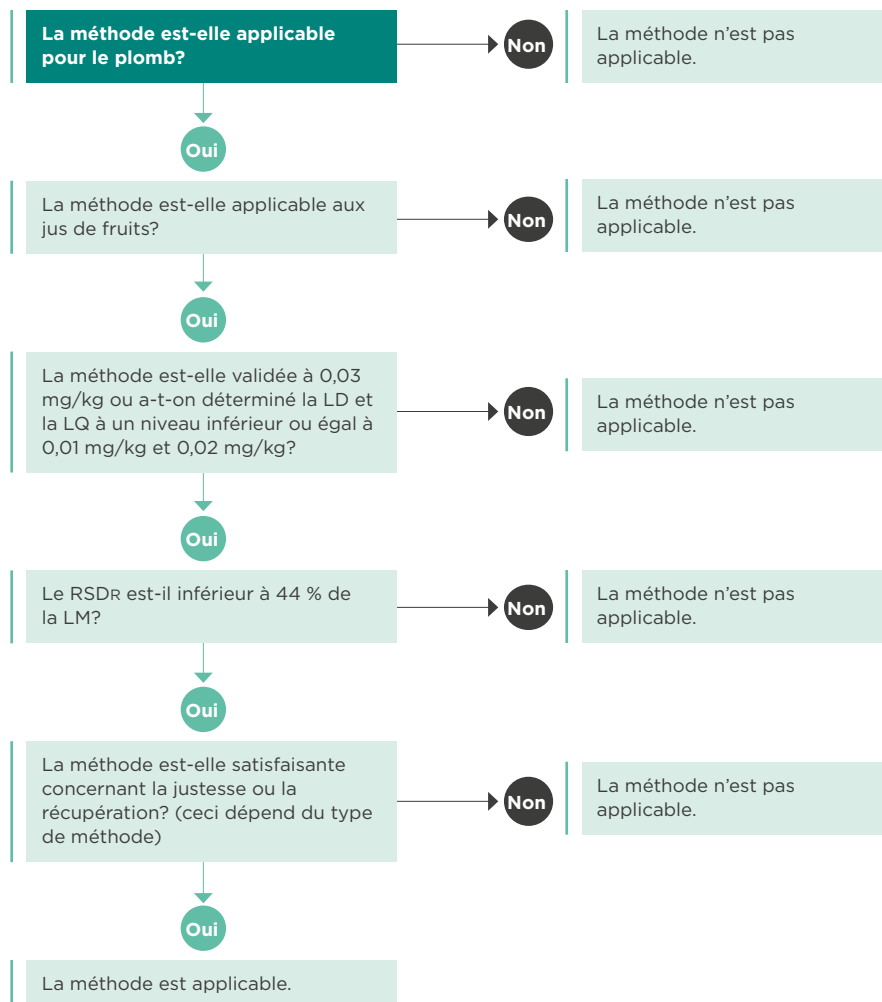 La méthode est-elle applicable
pour le plomb?
Non
La méthode n'est pas
applicable.
Oui
La méthode est-elle applicable aux
jus de fruits?
Non
La méthode n'est pas
applicable.
Oui
La méthode est-elle validée à 0,03
mg/kg ou a-t-on déterminé la LD et
la LQ à un niveau inférieur ou égal à
0,01 mg/kg et 0,02 mg/kg?
Non
La méthode n'est pas
applicable.
Oui
Le RSDR est-il inférieur à 44 % de
la LM?
Non
La méthode n'est pas
applicable.
Oui
La méthode est-elle satisfaisante
concernant la justesse ou la
récupération? (ceci dépend du type
de méthode)
Non
La méthode n'est pas
applicable.
Oui
La méthode est applicable.